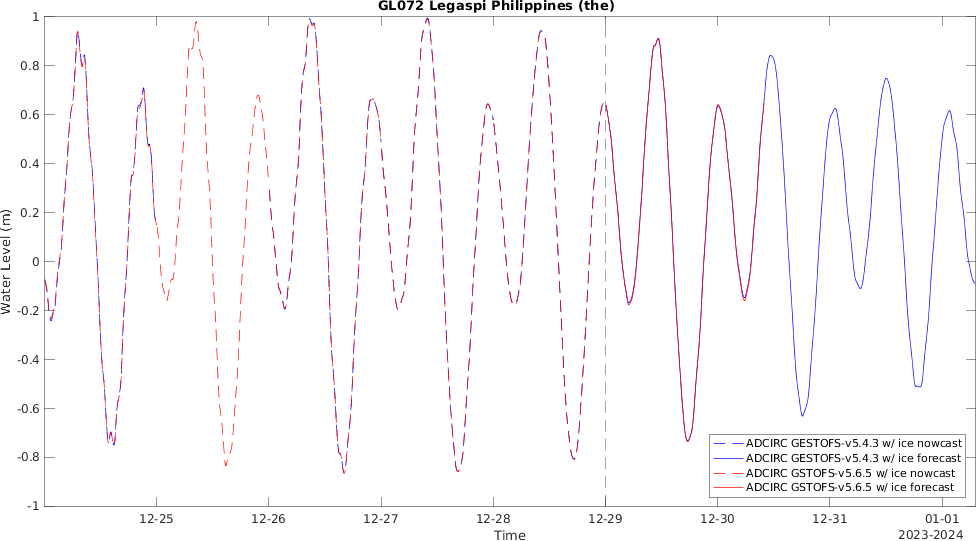 GL072 Legaspi Philippines (the)
1
0.8
0.6
0.4
0.2
0
-0.2
-0.4
-0.6
-0.8
-1
Water Level (m)
12-25
12-26
12-27
12-28
12-29
12-30
12-31
01-01
Time
2023-2024
ADCIRC GESTOFS-v5.4.3 w/ ice nowcast
ADCIRC GESTOFS-v5.4.3 w/ ice forecast
ADCIRC GSTOFS-v5.6.5 w/ ice nowcast
ADCIRC GSTOFS-v5.6.5 w/ ice forecast